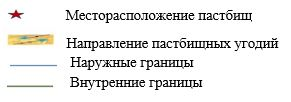 Месторасположение пастбищ
Направление пастбищных угодий
Наружные границы
Внутренние границы